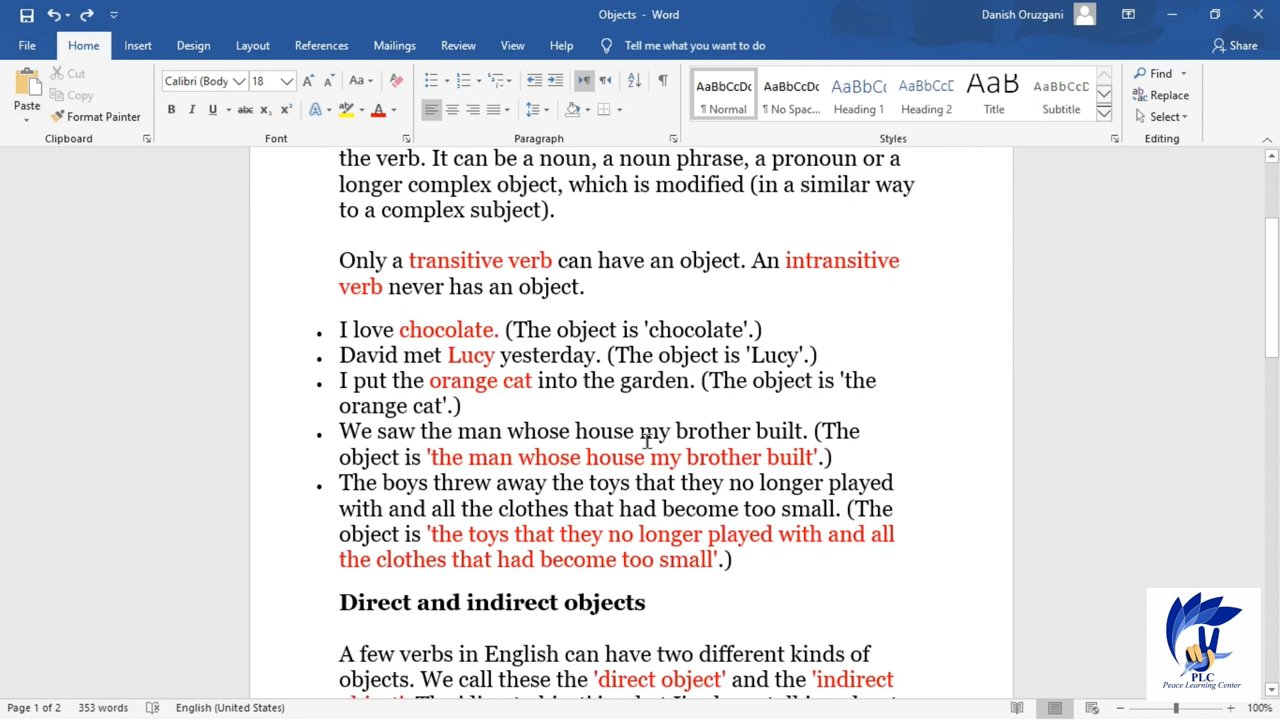 Objects - Word
Danish Oruzgani
File Home Insert Design Layout References Mailings Review View Help Tell me what you want to do Share
Paste
Cut
Copy
Format Painter
Clipboard
Calibri (Body 18
Font
Paragraph
AaBbCcDc AaBbCcDc AaBbCc AaBbCcD AaB AaBbCcD
¶ Normal ¶ No Spac... Heading 1 Heading 2 Title Subtitle
Styles
Find
Replace
Select
Editing
the verb. It can be a noun, a noun phrase, a pronoun or a
longer complex object, which is modified (in a similar way
to a complex subject).
Only a transitive verb can have an object. An intransitive
verb never has an object.
• I love chocolate. (The object is 'chocolate'.)
• David met Lucy yesterday. (The object is 'Lucy'.)
• I put the orange cat into the garden. (The object is 'the
orange cat'.)
• We saw the man whose house my brother built. (The
object is 'the man whose house my brother built'.)
• The boys threw away the toys that they no longer played
with and all the clothes that had become too small. (The
object is 'the toys that they no longer played with and all
the clothes that had become too small'.)
Direct and indirect objects
A few verbs in English can have two different kinds of
objects. We call these the 'direct object' and the 'indirect
PLC
Peace Learning Center
Page 1 of 2 353 words English (United States) 100%